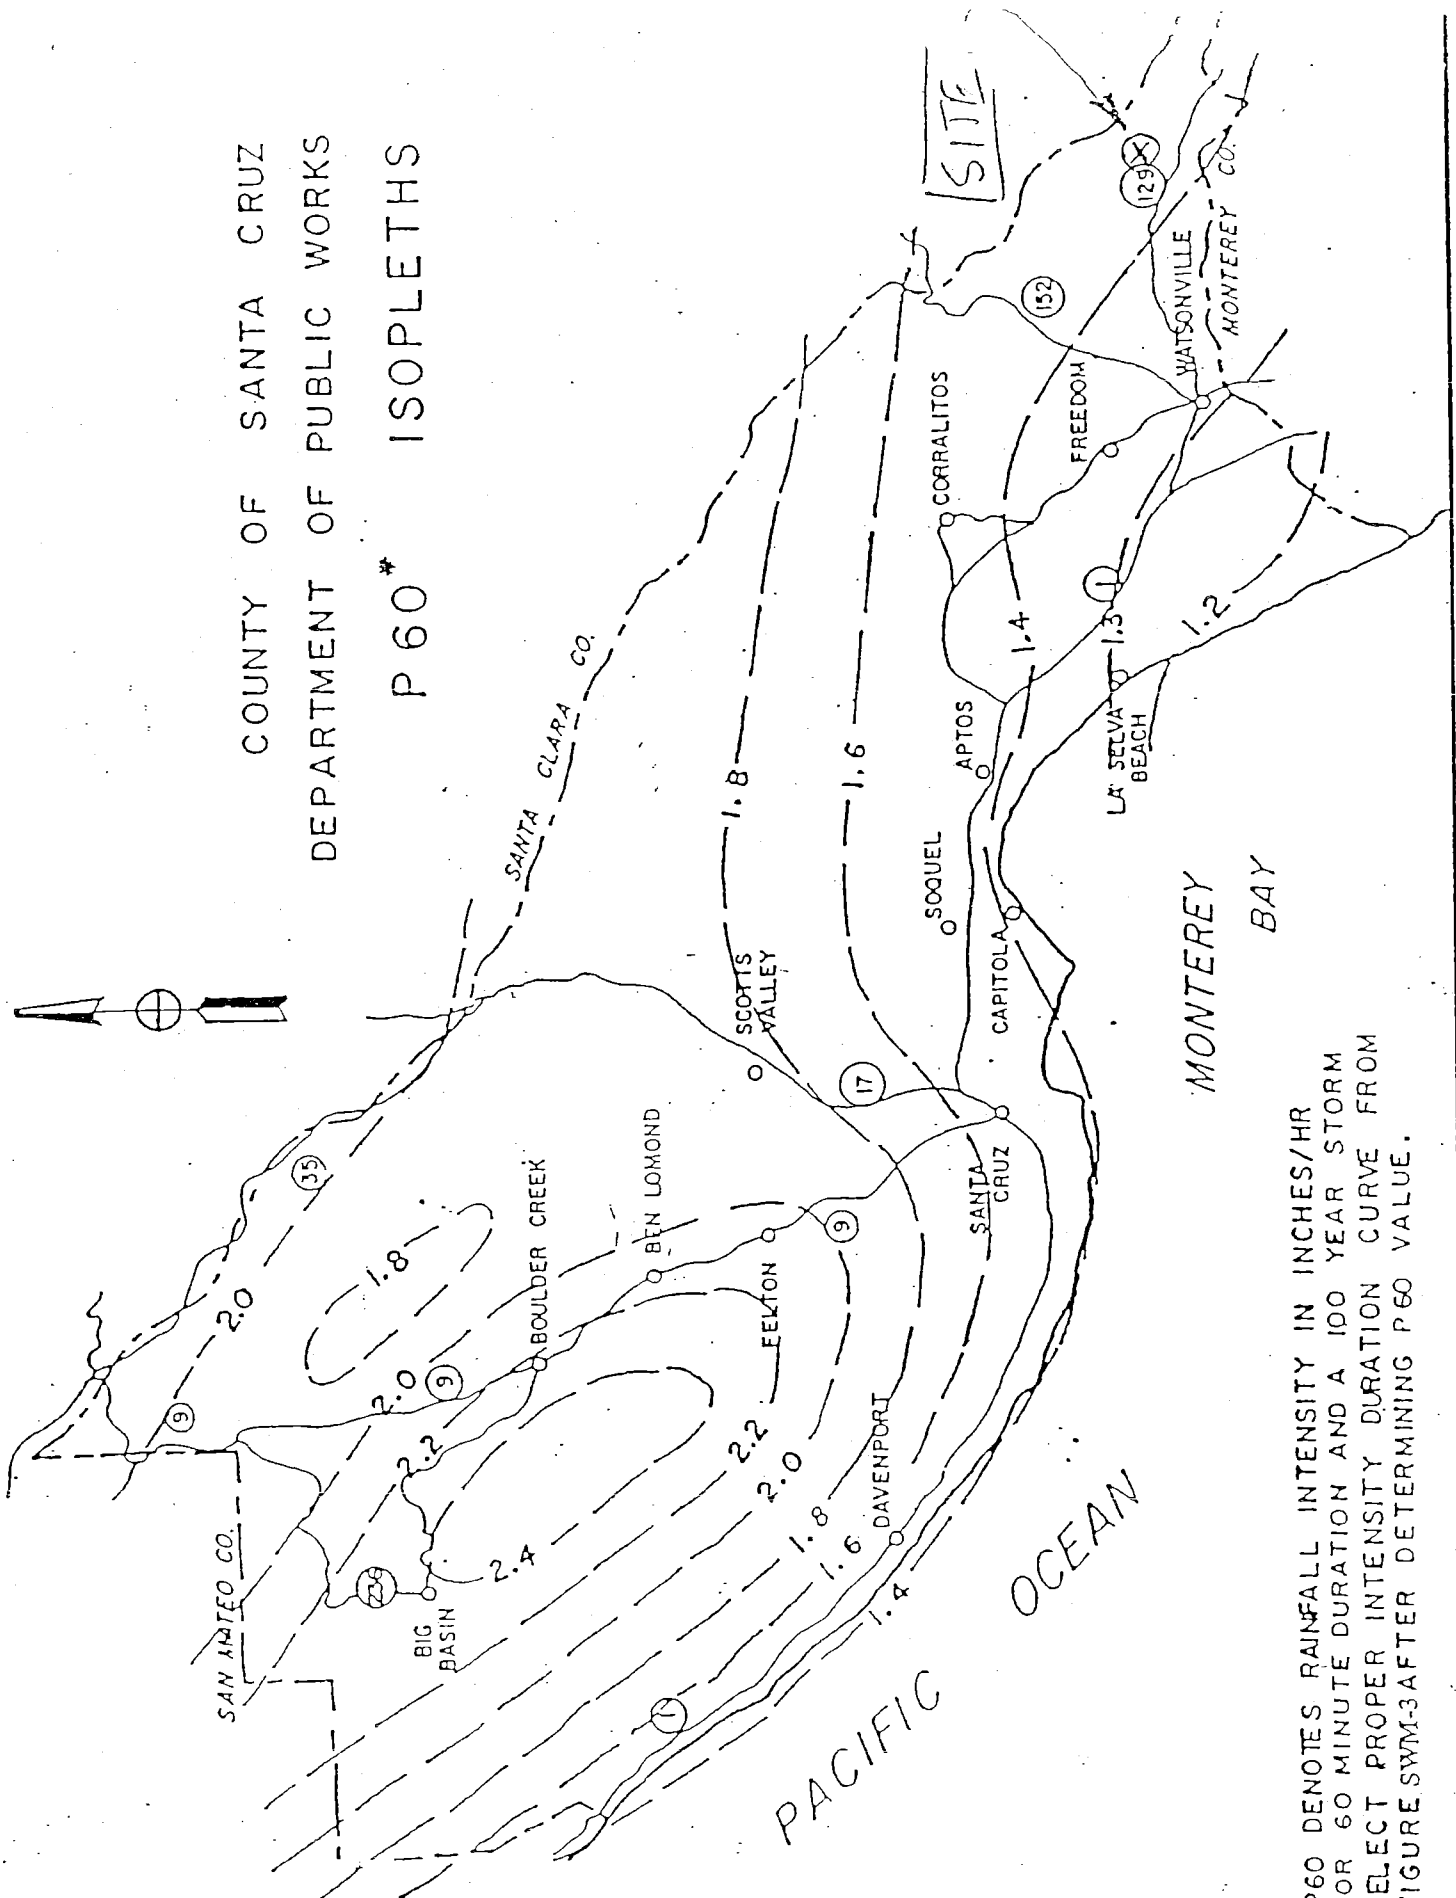 COUNTY OF SANTA CRUZ
DEPARTMENT OF PUBLIC WORKS
P60* ISOPLETHS
SITE
SANTA CLARA CO.
SAN MATEO CO.
35
9
2.0
1.8
2.0
9
2.2
236
BIG
BASIN
2.4
BOULDER CREEK
BEN LOMOND
FELTON
9
2.2
2.0
1.8
1.6
1.4
DAVENPORT
1
SCOTTS
VALLEY
17
SANTA
CRUZ
1.8
1.6
SOQUEL
CAPITOLA
APTOS
1.4
LA SELVA
BEACH
1.3
1
1.2
CORRALITOS
FREEDOM
152
WATSONVILLE
129
X
MONTEREY CO.
MONTEREY
BAY
PACIFIC
OCEAN
P60 DENOTES RAINFALL INTENSITY IN INCHES/HR
OR 60 MINUTE DURATION AND A 100 YEAR STORM
ELECT PROPER INTENSITY DURATION CURVE FROM
IGURE SWM-3 AFTER DETERMINING P60 VALUE.